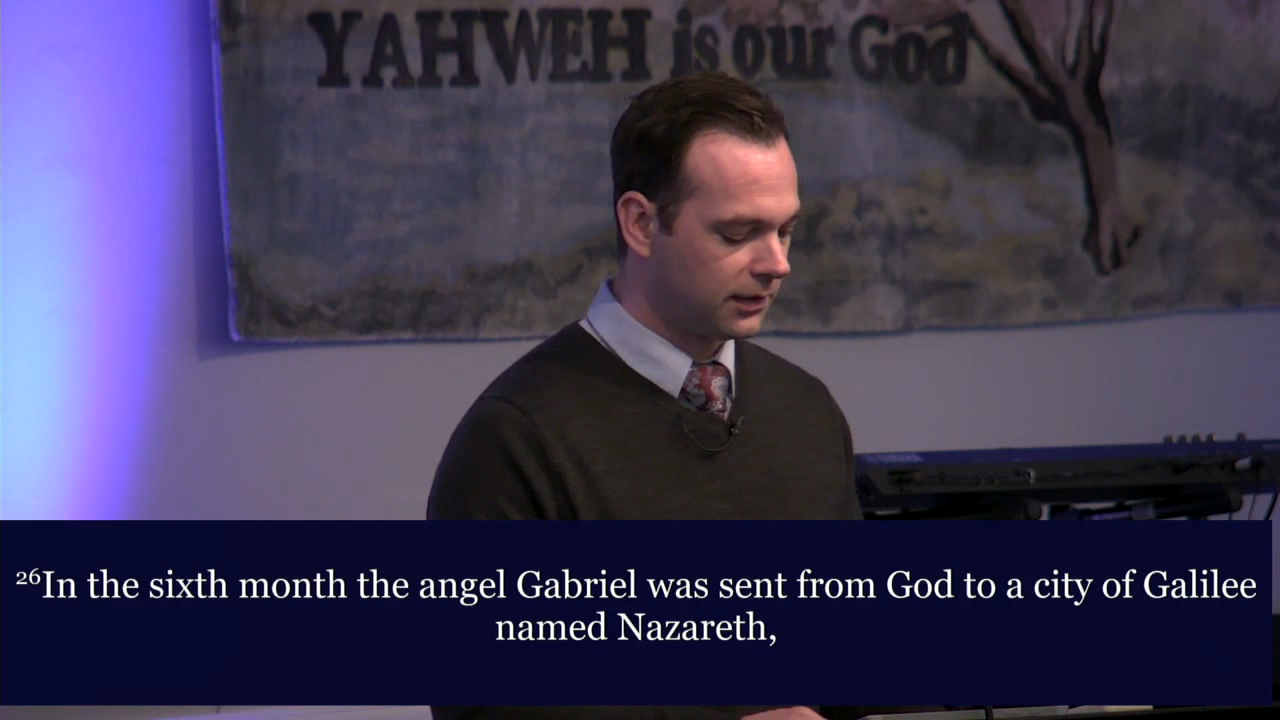 YAHWEH is our God
²⁶In the sixth month the angel Gabriel was sent from God to a city of Galilee
named Nazareth,